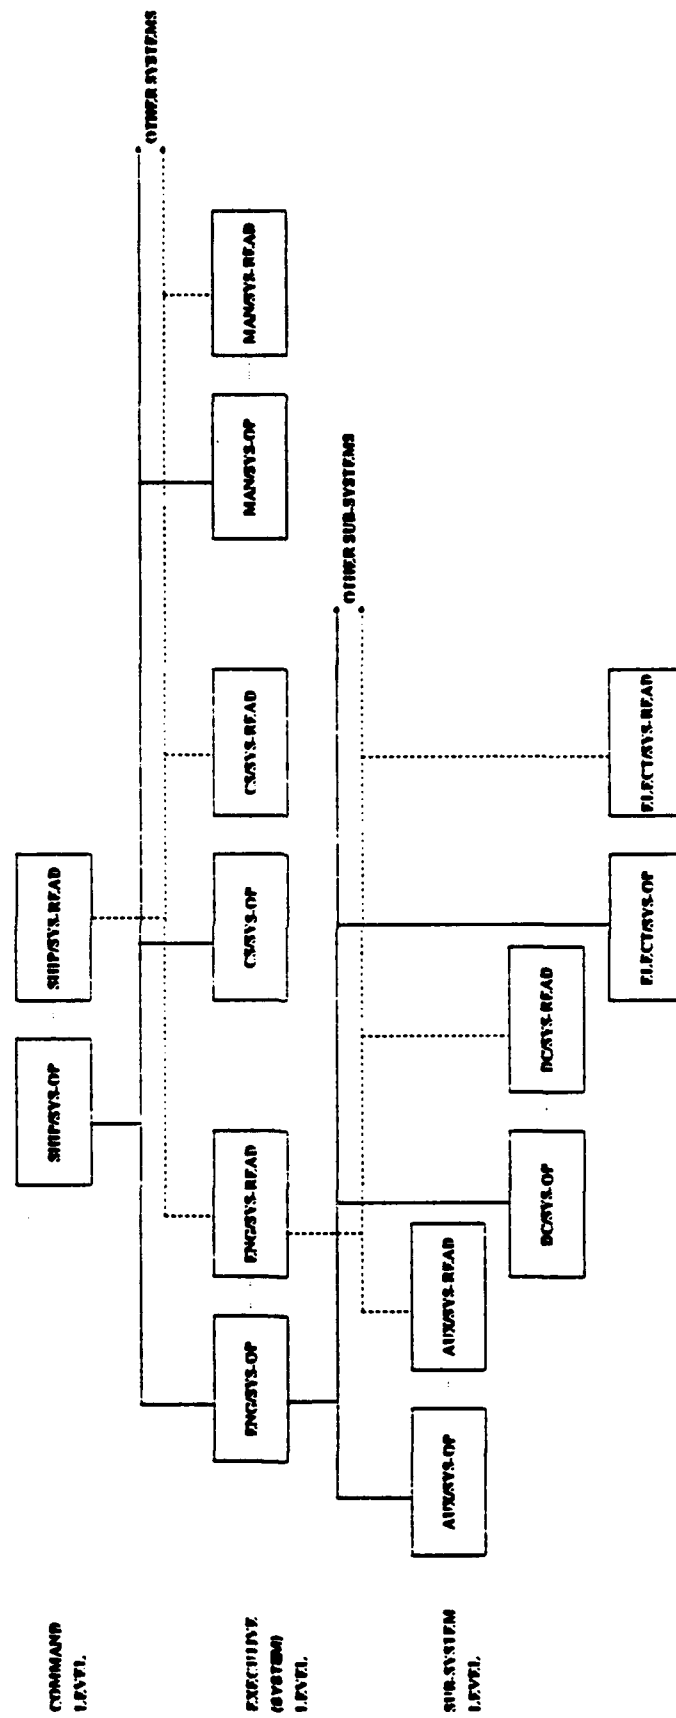 COMMAND
LEVEL
SHIP/SYS-OP
SHIP/SYS-READ
OTHER SYSTEMS
EXECUTIVE
(SYSTEM)
LEVEL
ENG/SYS-OP
ENG/SYS-READ
CS/SYS-OP
CS/SYS-READ
MAN/SYS-OP
MAN/SYS-READ
OTHER SUB-SYSTEMS
SUB-SYSTEM
LEVEL
AUX/SYS-OP
AUX/SYS-READ
DC/SYS-OP
DC/SYS-READ
ELECT/SYS-OP
ELECT/SYS-READ